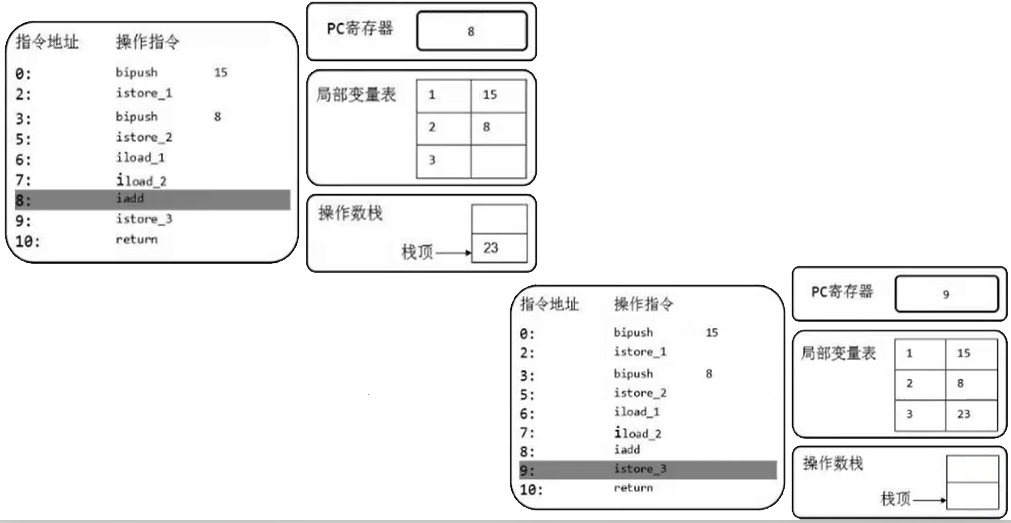 指令地址 操作指令
0: bipush 15
2: istore_1
3: bipush 8
5: istore_2
6: iload_1
7: iload_2
8: iadd
9: istore_3
10: return
PC寄存器 8
局部变量表 1 15
2 8
3
操作数栈
栈顶 23
指令地址 操作指令
0: bipush 15
2: istore_1
3: bipush 8
5: istore_2
6: iload_1
7: iload_2
8: iadd
9: istore_3
10: return
PC寄存器 9
局部变量表 1 15
2 8
3 23
操作数栈
栈顶